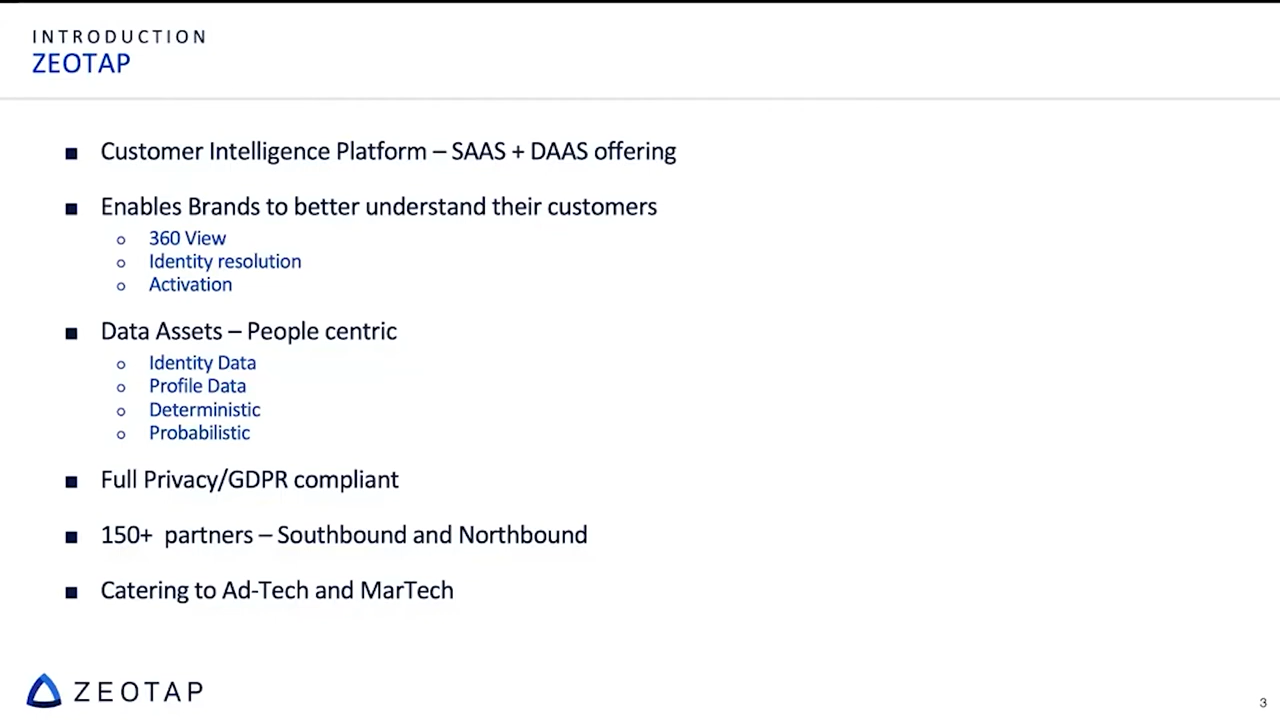 INTRODUCTION
ZEOTAP
■ Customer Intelligence Platform – SAAS + DAAS offering
■ Enables Brands to better understand their customers
○ 360 View
○ Identity resolution
○ Activation
■ Data Assets – People centric
○ Identity Data
○ Profile Data
○ Deterministic
○ Probabilistic
■ Full Privacy/GDPR compliant
■ 150+ partners – Southbound and Northbound
■ Catering to Ad-Tech and MarTech
ZEOTAP
3